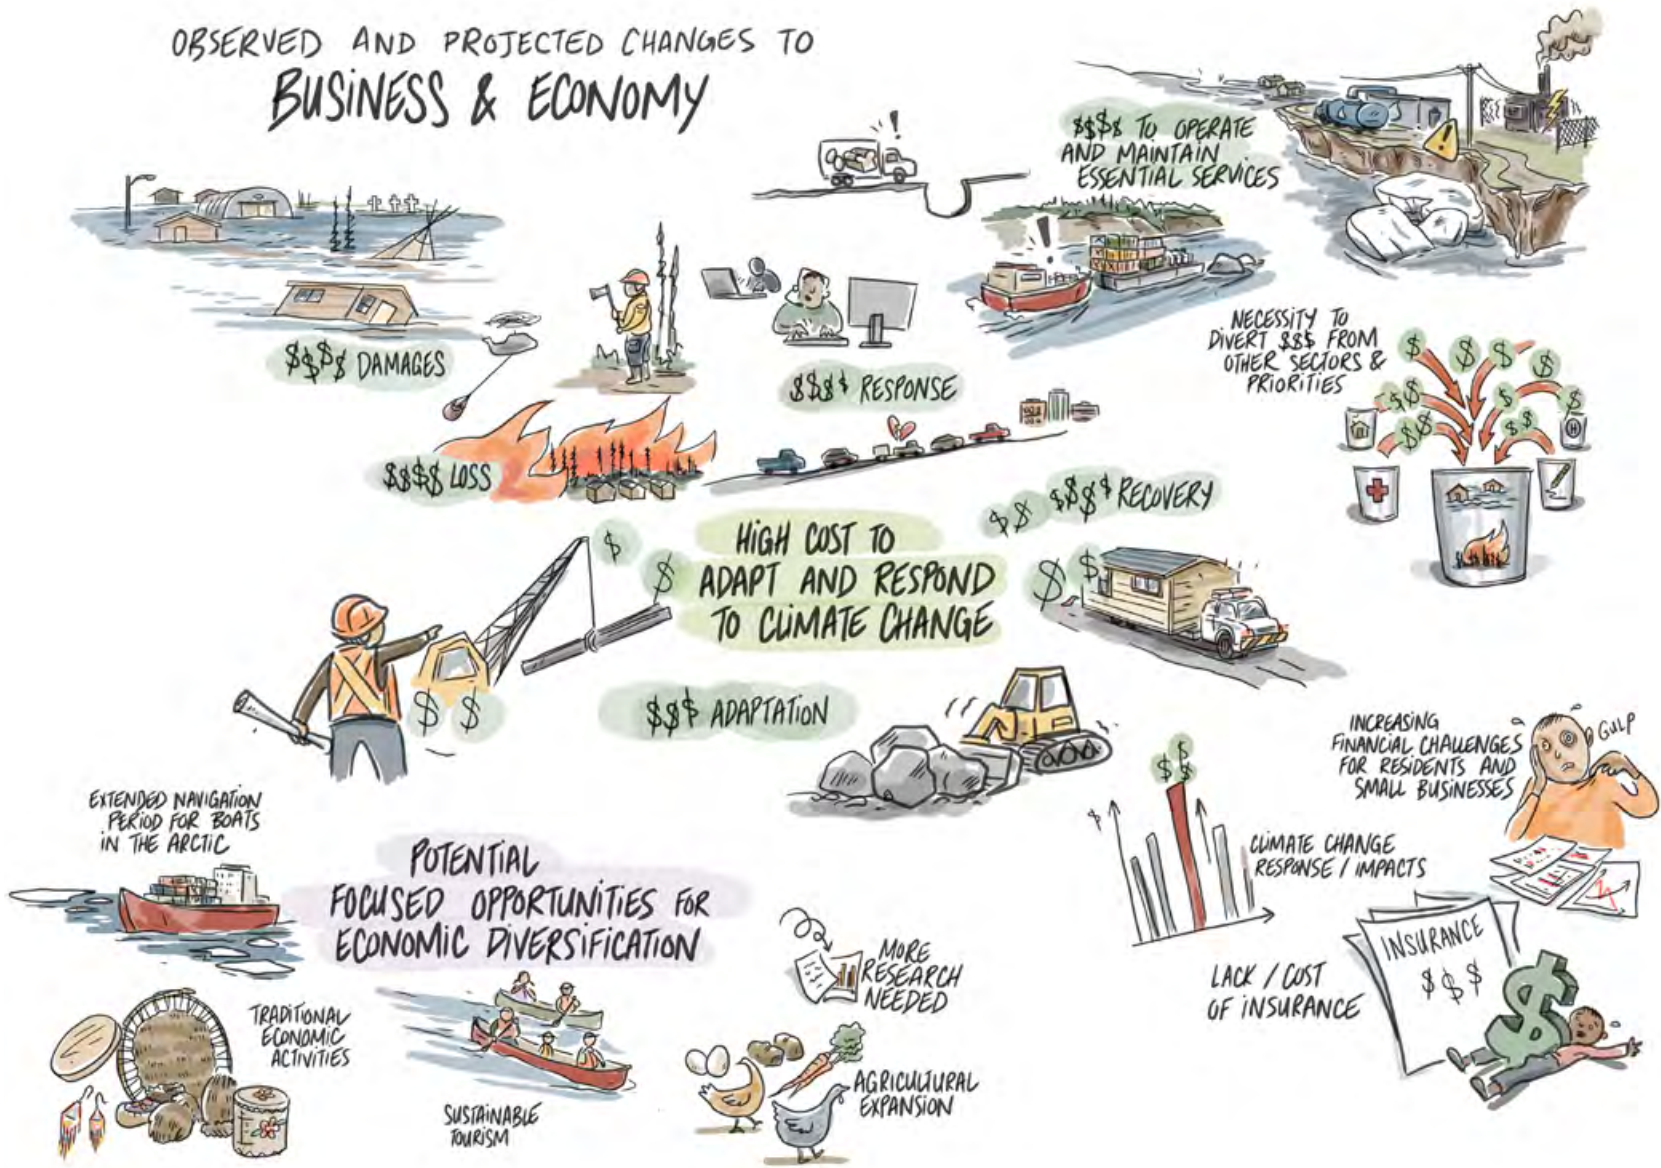 OBSERVED AND PROJECTED CHANGES TO
BUSINESS & ECONOMY
$$$$ TO OPERATE
AND MAINTAIN
ESSENTIAL SERVICES
!
!
!
$$$$ DAMAGES
$$$$ RESPONSE
$$$$ LOSS
NECESSITY TO
DIVERT $$$ FROM
OTHER SECTORS &
PRIORITIES
$ $ $ $
$$ $ $
$$ $$
H
$$ $$$$ RECOVERY
HIGH COST TO
ADAPT AND RESPOND
TO CLIMATE CHANGE
$
$
$ $
$ $
$$$ ADAPTATION
INCREASING
FINANCIAL CHALLENGES
FOR RESIDENTS AND
SMALL BUSINESSES
GULP
$
$ $ $
CLIMATE CHANGE
RESPONSE / IMPACTS
LACK / COST
OF INSURANCE
INSURANCE
$ $ $
$
EXTENDED NAVIGATION
PERIOD FOR BOATS
IN THE ARCTIC
POTENTIAL
FOCUSED OPPORTUNITIES FOR
ECONOMIC DIVERSIFICATION
TRADITIONAL
ECONOMIC
ACTIVITIES
SUSTAINABLE
TOURISM
MORE
RESEARCH
NEEDED
AGRICULTURAL
EXPANSION